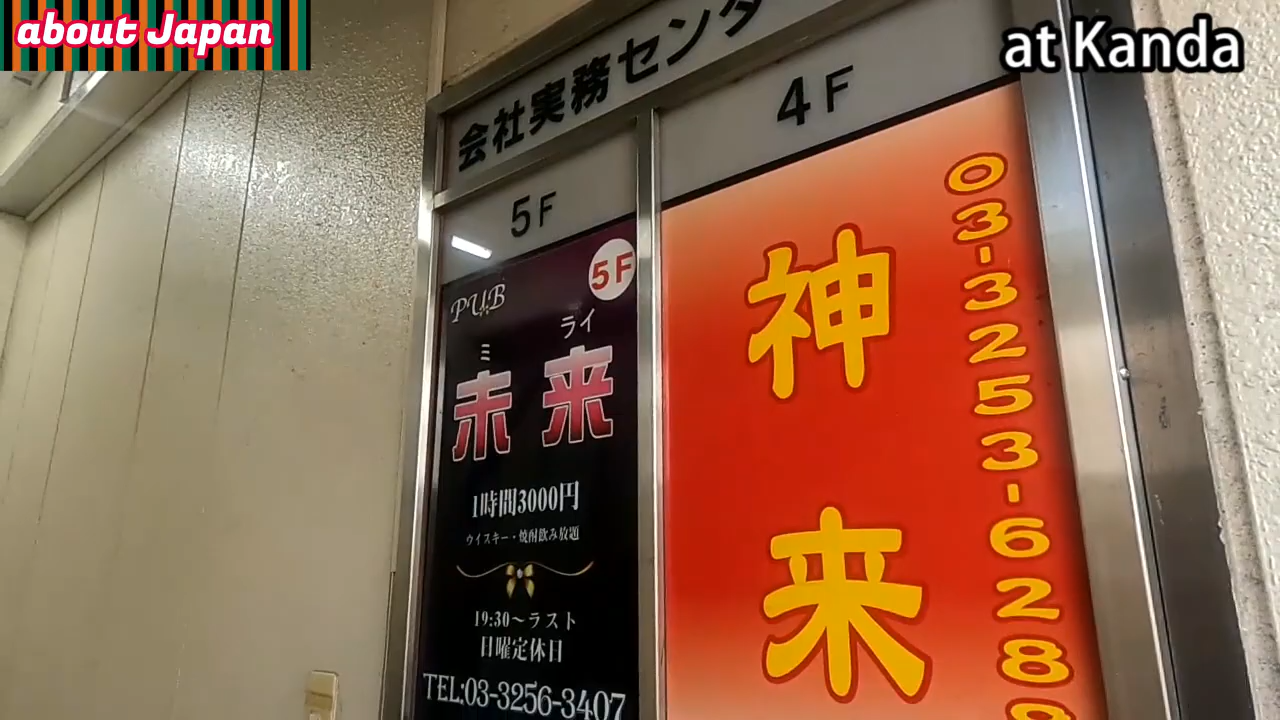 about Japan
at Kanda
会社実務センタ
5F
PUB
5F
ミライ
未来
1時間3000円
ウイスキー・焼酎飲み放題
19:30～ラスト
日曜定休日
TEL:03-3256-3407
4F
神来
03-3253-628